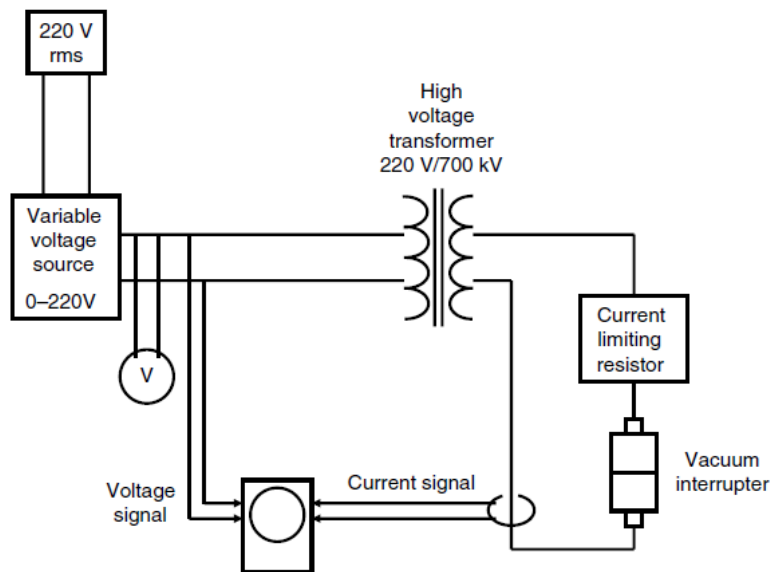 220 V
rms
High
voltage
transformer
220 V/700 kV
Variable
voltage
source
0–220V
Current
limiting
resistor
V
Vacuum
interrupter
Voltage
signal
Current signal